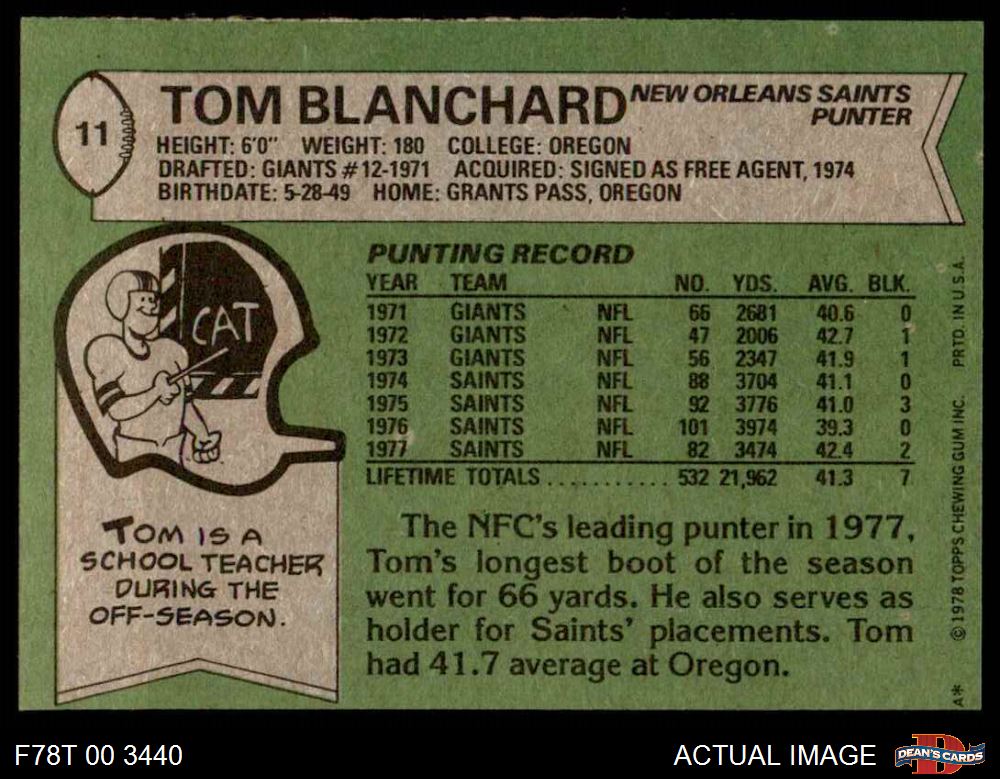 11
TOM BLANCHARD
NEW ORLEANS SAINTS
PUNTER
HEIGHT: 6'0" WEIGHT: 180 COLLEGE: OREGON
DRAFTED: GIANTS #12-1971 ACQUIRED: SIGNED AS FREE AGENT, 1974
BIRTHDATE: 5-28-49 HOME: GRANTS PASS, OREGON
CAT
TOM IS A
SCHOOL TEACHER
DURING THE
OFF-SEASON.
PUNTING RECORD
YEAR TEAM NO. YDS. AVG. BLK.
1971 GIANTS NFL 66 2681 40.6 0
1972 GIANTS NFL 47 2006 42.7 1
1973 GIANTS NFL 56 2347 41.9 1
1974 SAINTS NFL 88 3704 41.1 0
1975 SAINTS NFL 92 3776 41.0 3
1976 SAINTS NFL 101 3974 39.3 0
1977 SAINTS NFL 82 3474 42.4 2
LIFETIME TOTALS........... 532 21,962 41.3 7
The NFC's leading punter in 1977,
Tom's longest boot of the season
went for 66 yards. He also serves as
holder for Saints' placements. Tom
had 41.7 average at Oregon.
A* © 1978 TOPPS CHEWING GUM INC. PRTD. IN U.S.A.
F78T 00 3440
ACTUAL IMAGE
DEAN'S CARDS